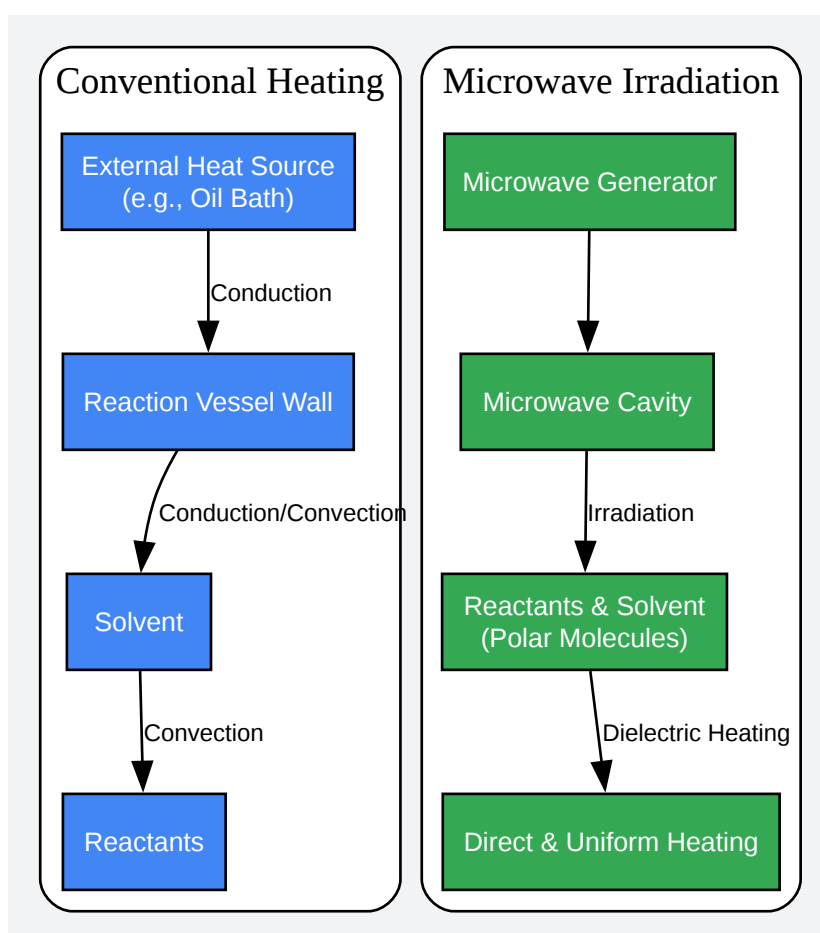 Conventional Heating
External Heat Source
(e.g., Oil Bath)
Conduction
Reaction Vessel Wall
Conduction/Convection
Solvent
Convection
Reactants
Microwave Irradiation
Microwave Generator
Microwave Cavity
Irradiation
Reactants & Solvent
(Polar Molecules)
Dielectric Heating
Direct & Uniform Heating